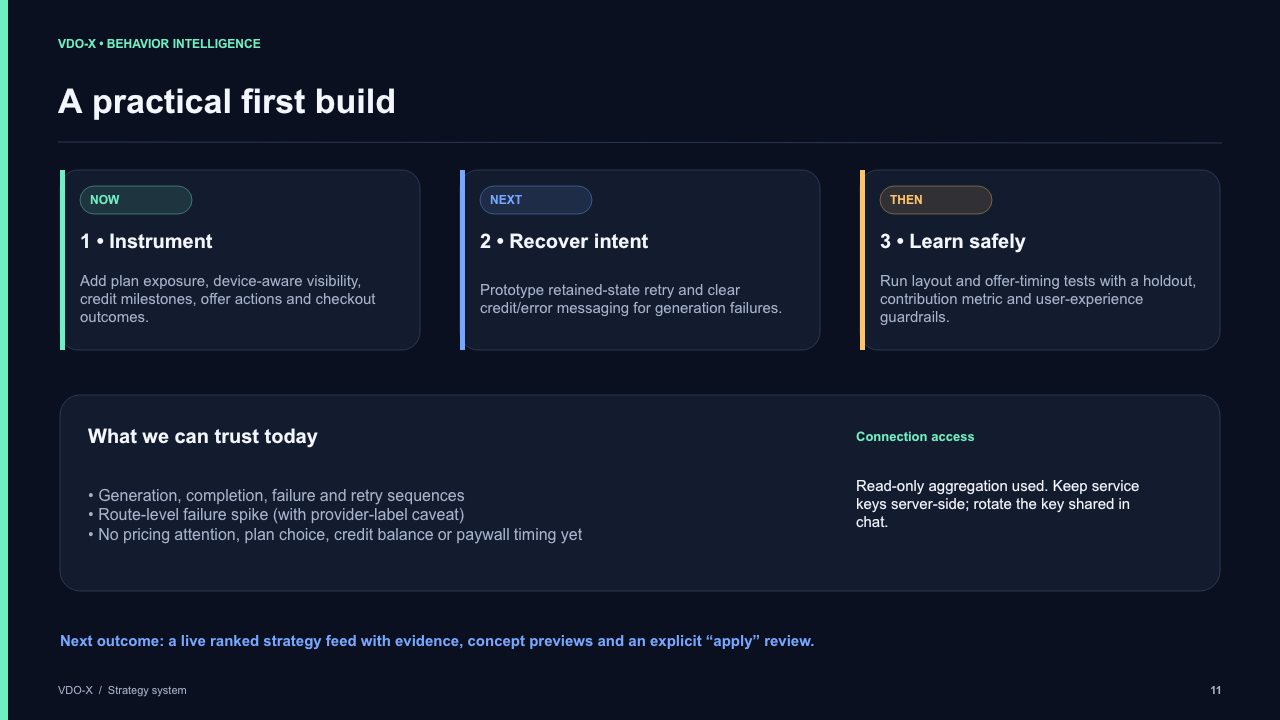 VDO-X • BEHAVIOR INTELLIGENCE
A practical first build
NOW
1 • Instrument
Add plan exposure, device-aware visibility,
credit milestones, offer actions and checkout
outcomes.
NEXT
2 • Recover intent
Prototype retained-state retry and clear
credit/error messaging for generation failures.
THEN
3 • Learn safely
Run layout and offer-timing tests with a holdout,
contribution metric and user-experience
guardrails.
What we can trust today
• Generation, completion, failure and retry sequences
• Route-level failure spike (with provider-label caveat)
• No pricing attention, plan choice, credit balance or paywall timing yet
Connection access
Read-only aggregation used. Keep service
keys server-side; rotate the key shared in
chat.
Next outcome: a live ranked strategy feed with evidence, concept previews and an explicit “apply” review.
VDO-X / Strategy system
11